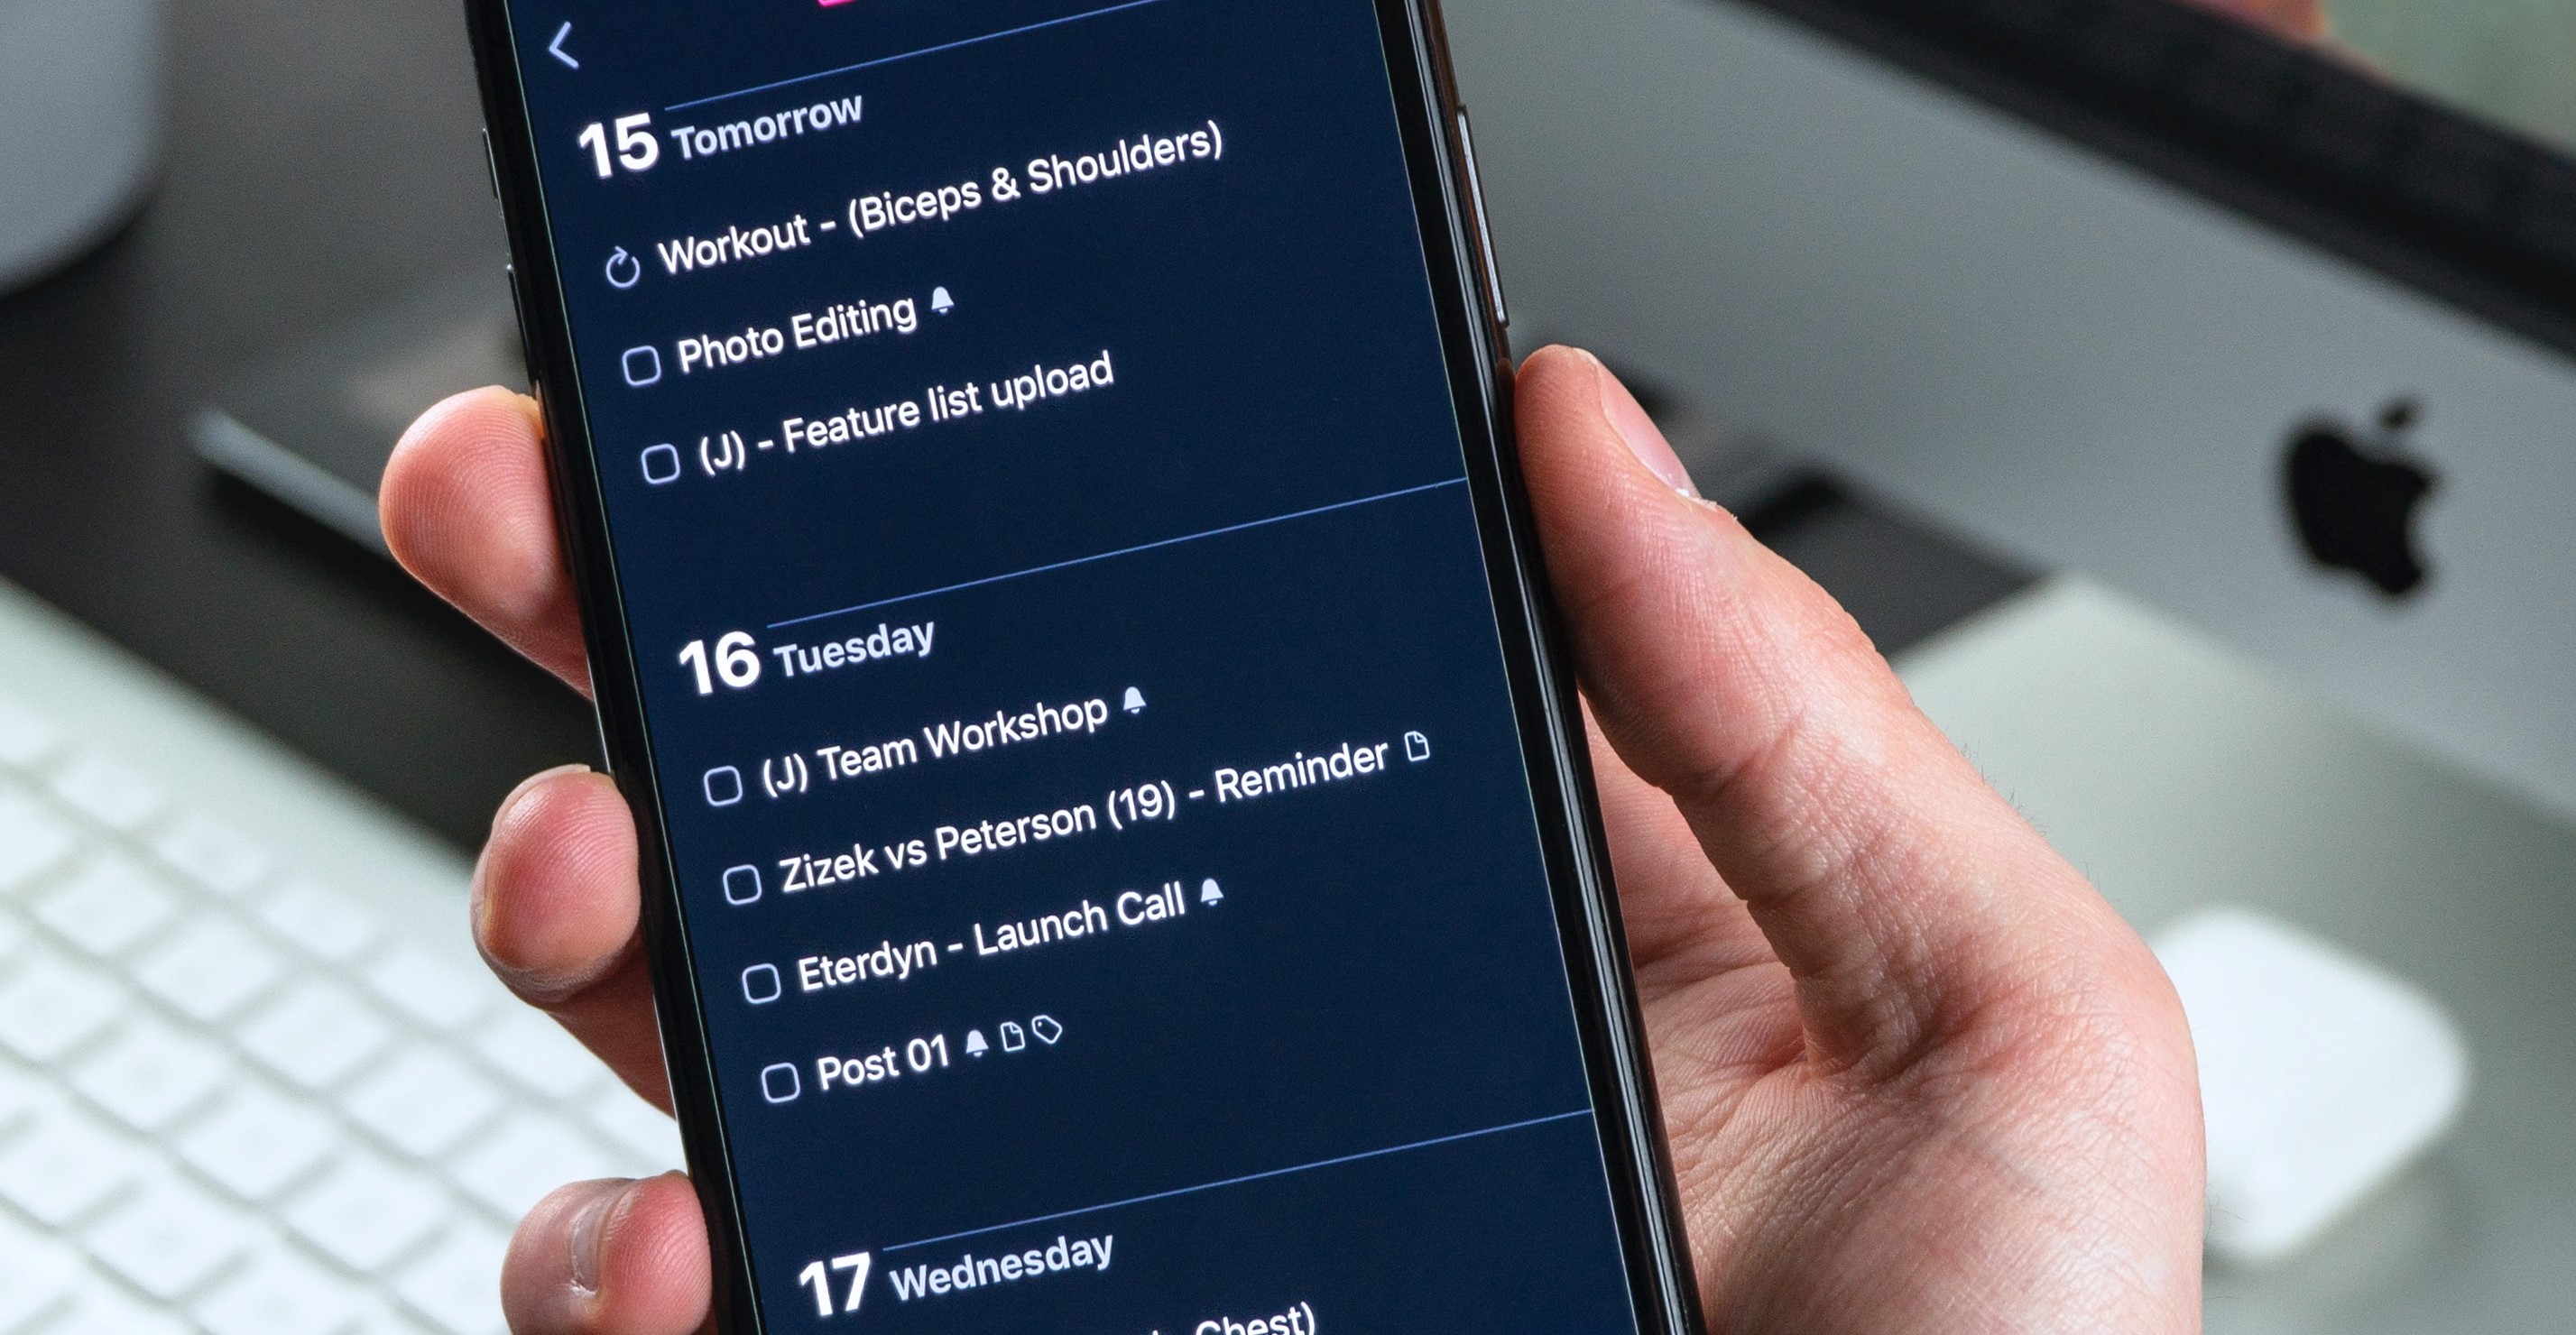 15 Tomorrow
Workout - (Biceps & Shoulders)
Photo Editing
(J) - Feature list upload
16 Tuesday
(J) Team Workshop
Zizek vs Peterson (19) - Reminder
Eterdyn - Launch Call
Post 01
17 Wednesday
Chest)